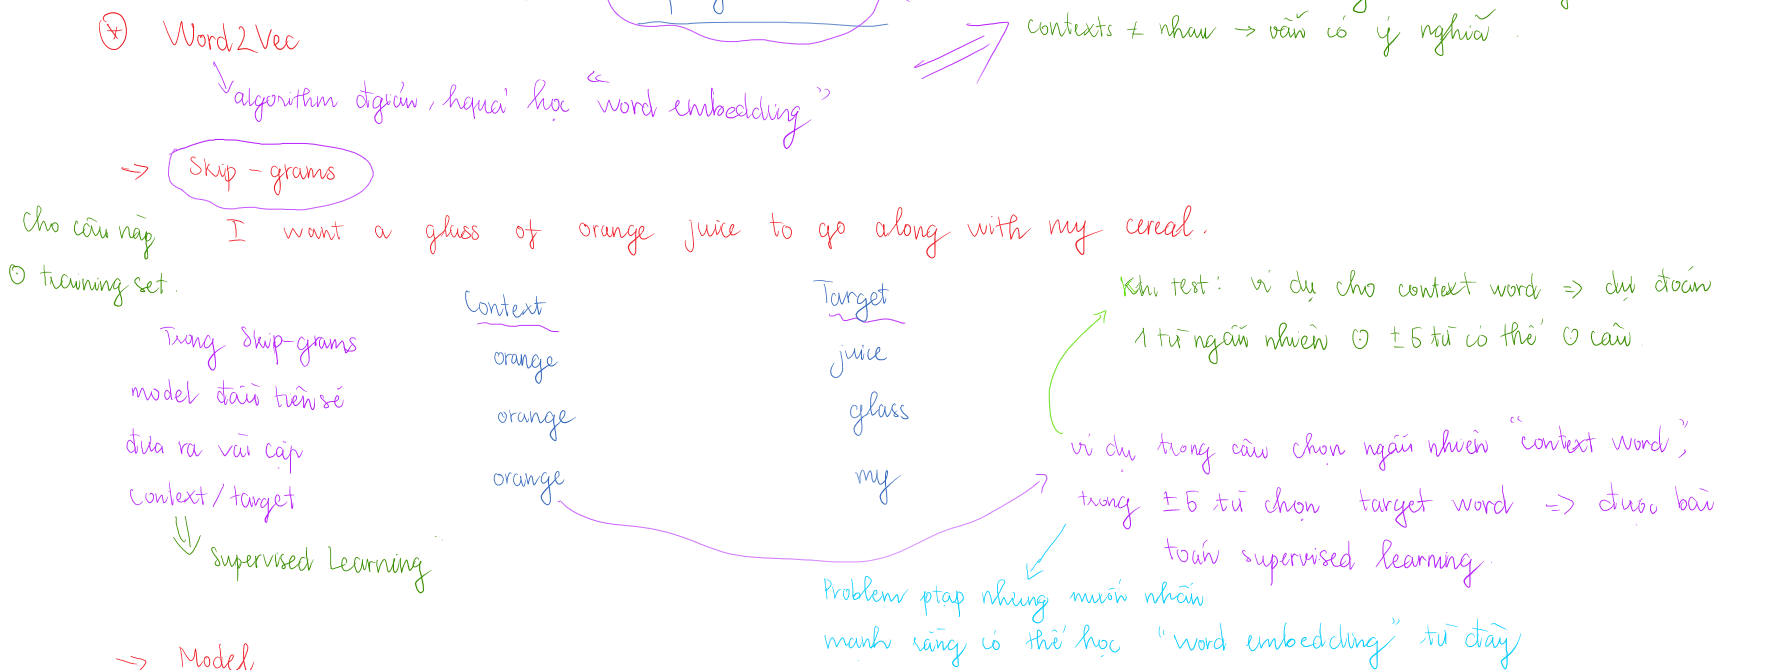 contexts ≠ nhau → vẫn có ý nghĩa.
* Word2Vec
algorithm đgiản, hquả học "word embedding"
→ Skip-grams
cho câu này
I want a glass of orange juice to go along with my cereal.
ʘ training set.
Context Target
orange juice
orange glass
orange my
Trong Skip-grams
model đầu tiên sẽ
đưa ra vài cặp
Context/target
⇒ Supervised Learning
Khi test: ví dụ cho context word => dự đoán
1 từ ngẫu nhiên ʘ ±5 từ có thể ʘ câu
ví dụ trong câu chọn ngẫu nhiên "context word",
trong ±5 từ chọn target word => được bài
toán supervised learning
Problem ptạp nhưng muốn nhấn
mạnh rằng có thể học "word embedding" từ đây
→ Model